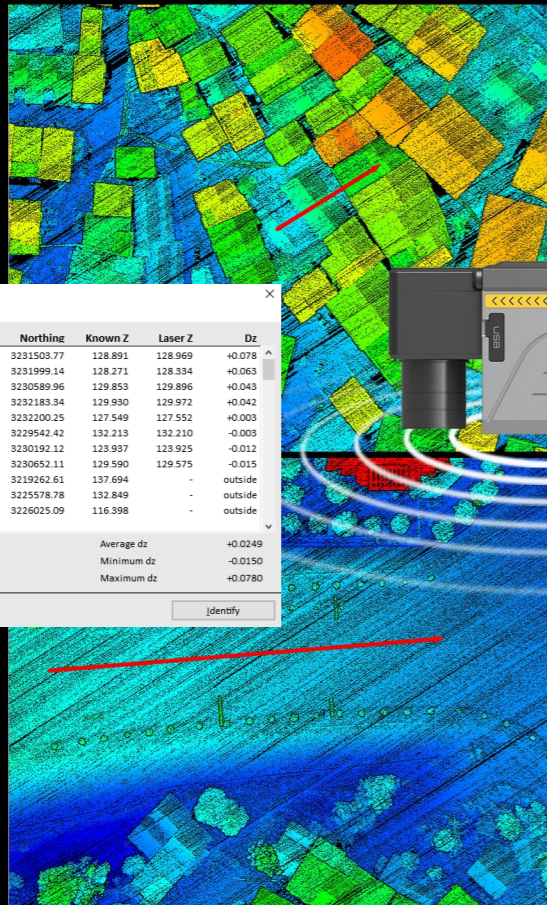 ×
Northing Known Z Laser Z Dz
3231503.77 128.891 128.969 +0.078
3231999.14 128.271 128.334 +0.063
3230589.96 129.853 129.896 +0.043
3232183.34 129.930 129.972 +0.042
3232200.25 127.549 127.552 +0.003
3229542.42 132.213 132.210 -0.003
3230192.12 123.937 123.925 -0.012
3230652.11 129.590 129.575 -0.015
3219262.61 137.694 - outside
3225578.78 132.849 - outside
3226025.09 116.398 - outside
Average dz +0.0249
Minimum dz -0.0150
Maximum dz +0.0780
Identify
USB